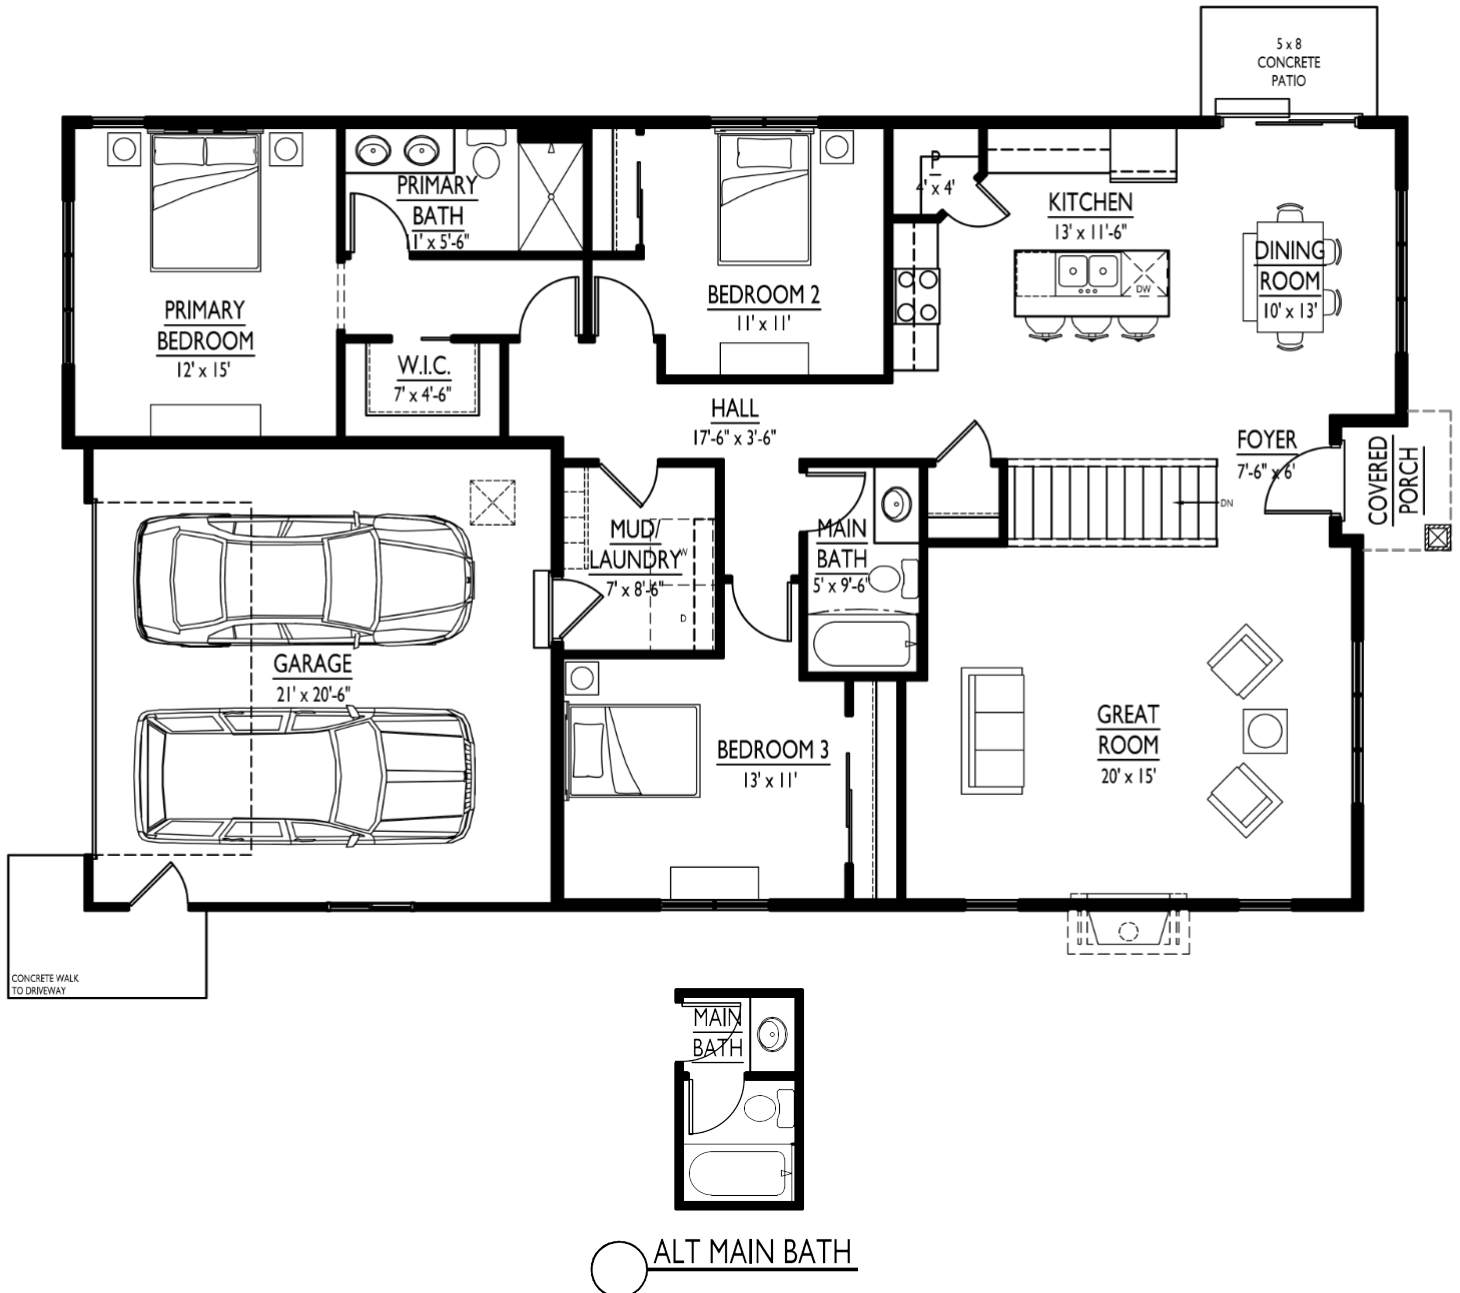 5 x 8
CONCRETE
PATIO
PRIMARY
BATH
1' x 5'-6"
P
4' x 4'
KITCHEN
13' x 11'-6"
DINING
ROOM
10' x 13'
DW
PRIMARY
BEDROOM
12' x 15'
BEDROOM 2
11' x 11'
W.I.C.
7' x 4'-6"
HALL
17'-6" x 3'-6"
FOYER
7'-6" x 6'
COVERED
PORCH
DN
MUD/
LAUNDRY
7' x 8'-6"
W
D
MAIN
BATH
5' x 9'-6"
GARAGE
21' x 20'-6"
BEDROOM 3
13' x 11'
GREAT
ROOM
20' x 15'
CONCRETE WALK
TO DRIVEWAY
MAIN
BATH
ALT MAIN BATH